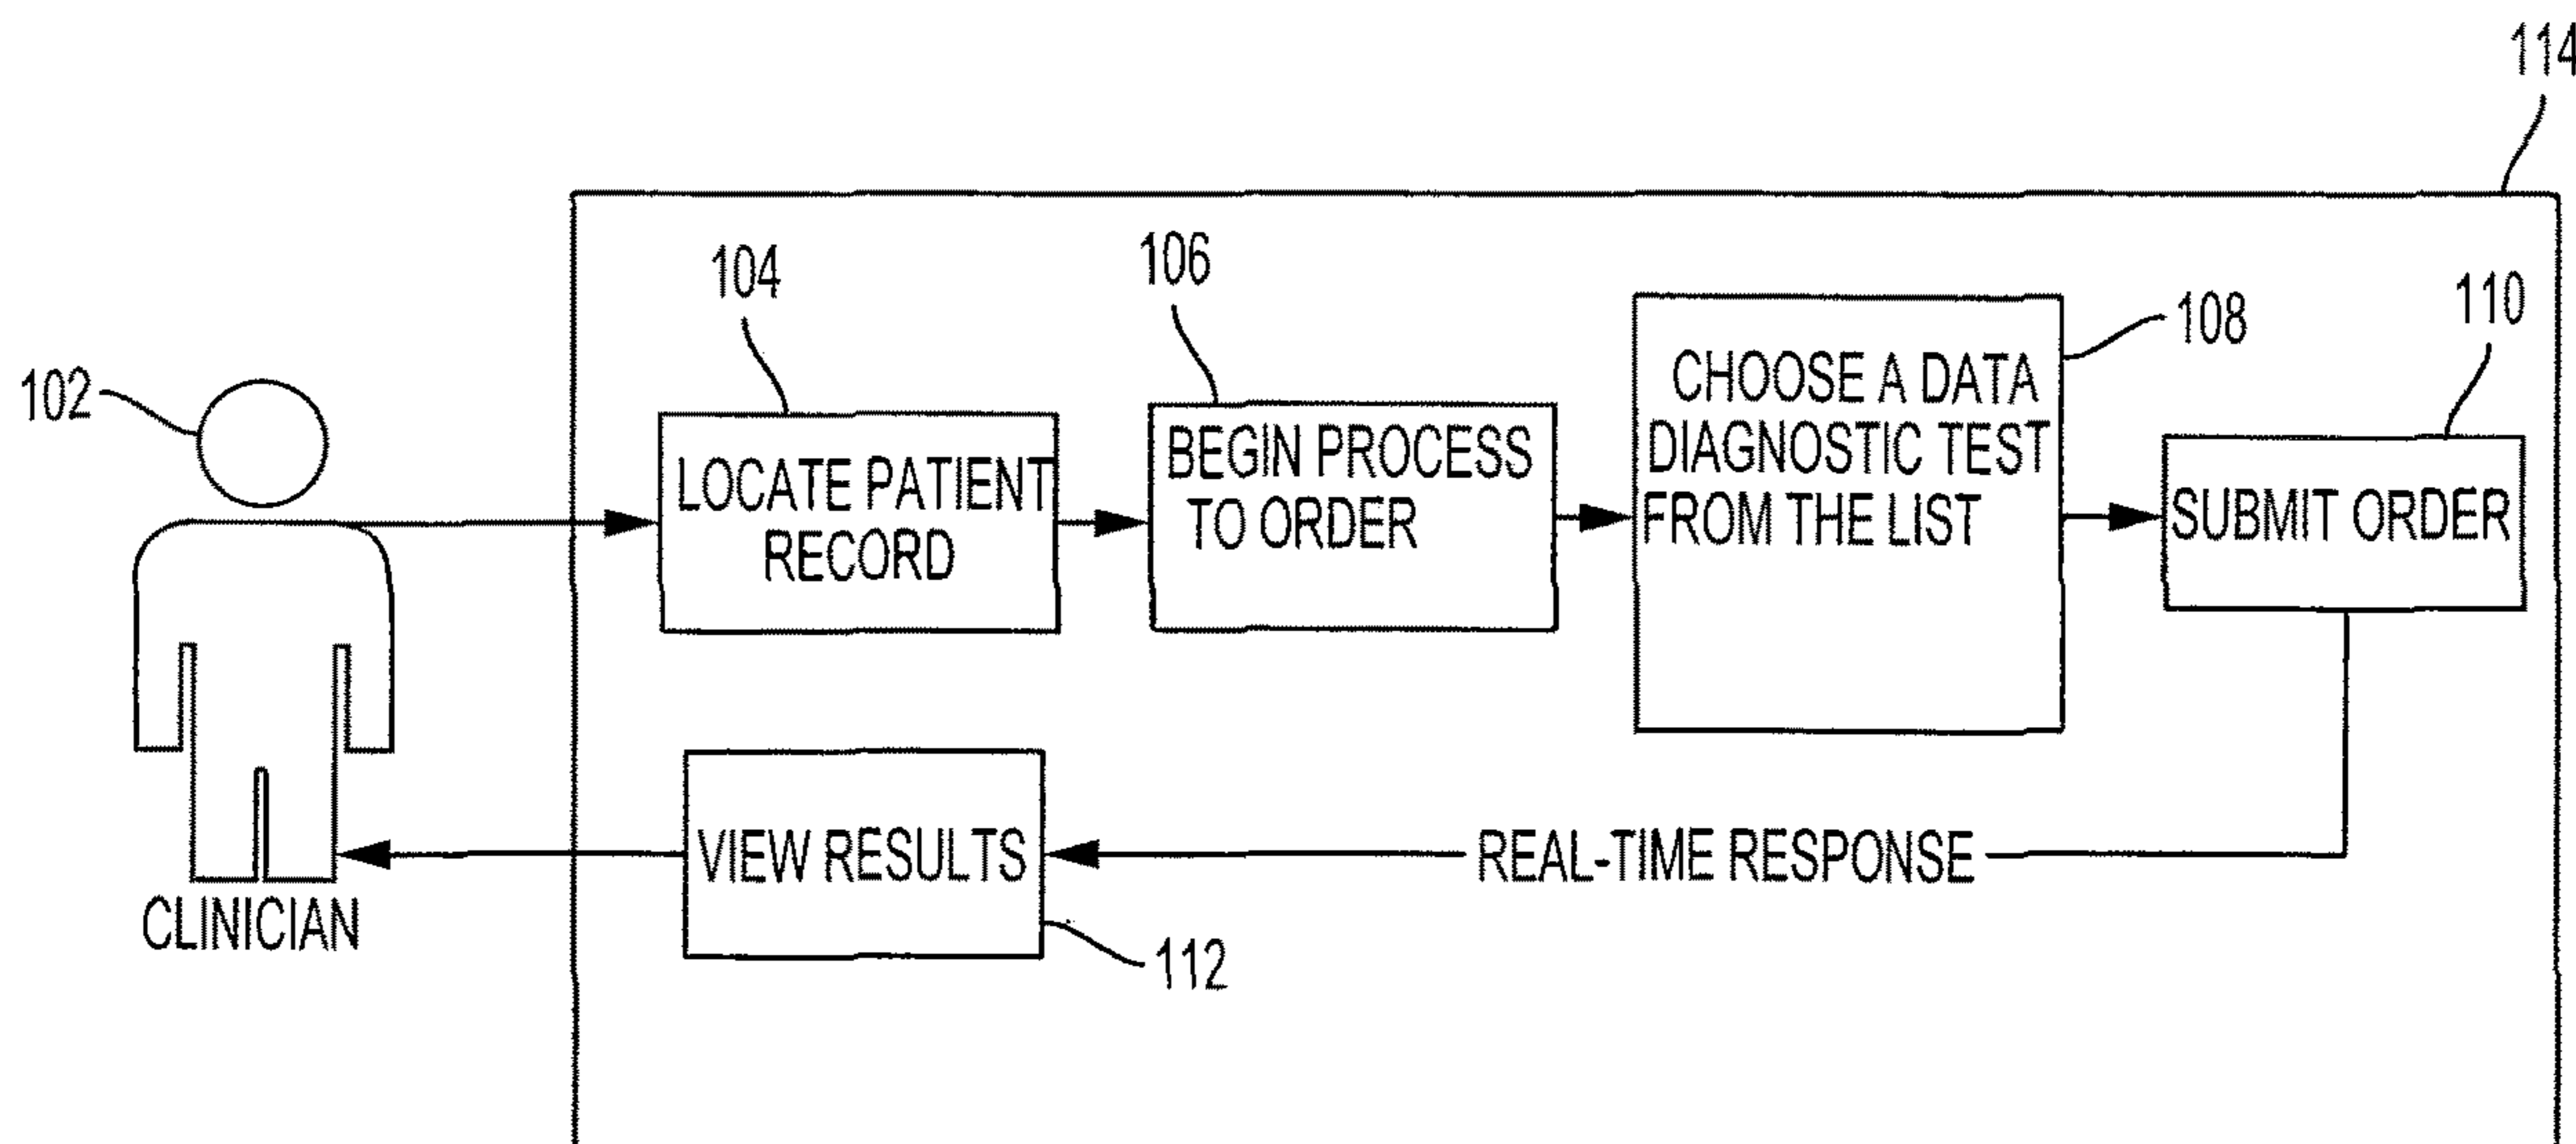 114
104
106
108
110
102
LOCATE PATIENT
RECORD
BEGIN PROCESS
TO ORDER
CHOOSE A DATA
DIAGNOSTIC TEST
FROM THE LIST
SUBMIT ORDER
VIEW RESULTS
REAL-TIME RESPONSE
CLINICIAN
112